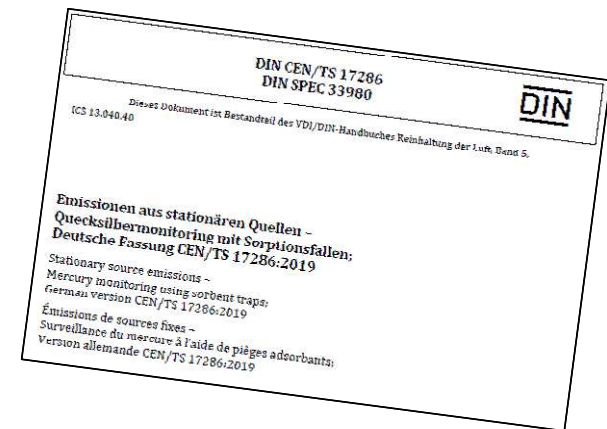 DIN CEN/TS 17286
DIN SPEC 33980
DIN
Dieses Dokument ist Bestandteil des VDI/DIN-Handbuches Reinhaltung der Luft, Band 5.
ICS 13.040.40
Emissionen aus stationären Quellen –
Quecksilbermonitoring mit Sorptionsfallen;
Deutsche Fassung CEN/TS 17286:2019
Stationary source emissions –
Mercury monitoring using sorbent traps;
German version CEN/TS 17286:2019
Émissions de sources fixes –
Surveillance du mercure à l'aide de pièges adsorbants;
Version allemande CEN/TS 17286:2019